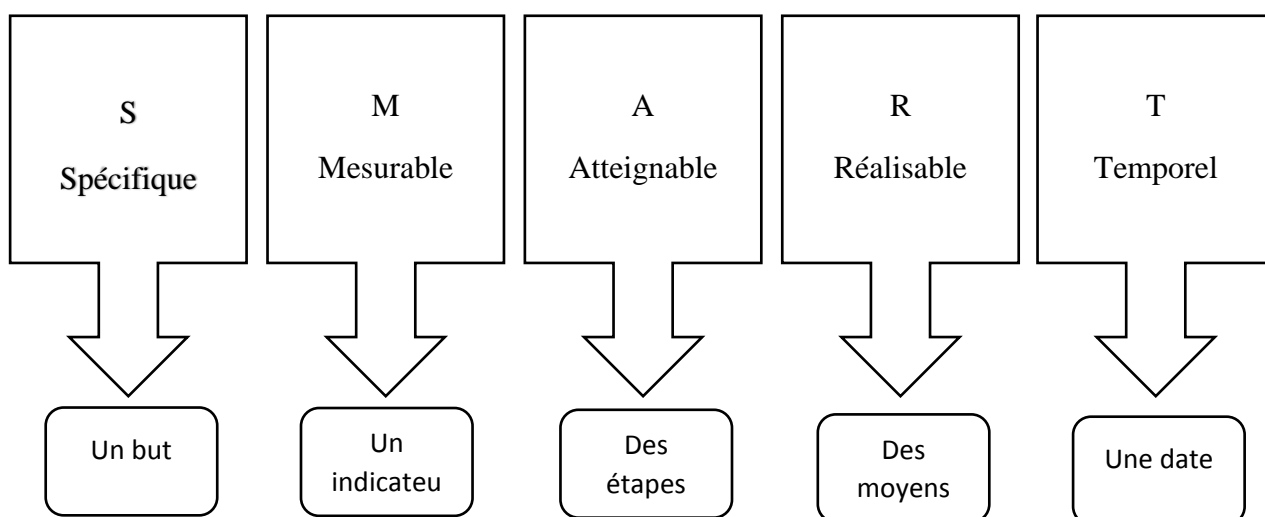 S
Spécifique
M
Mesurable
A
Atteignable
R
Réalisable
T
Temporel
Un but
Un
indicateu
Des
étapes
Des
moyens
Une date